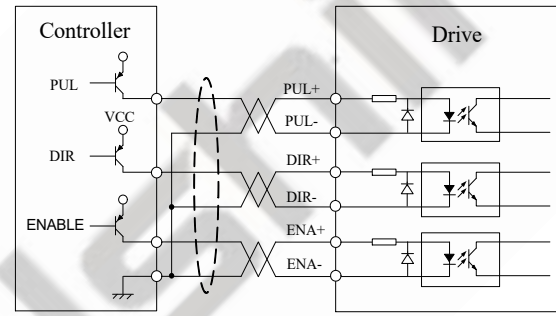 Controller
Drive
PUL
PUL+
PUL-
VCC
DIR
DIR+
DIR-
ENABLE
ENA+
ENA-